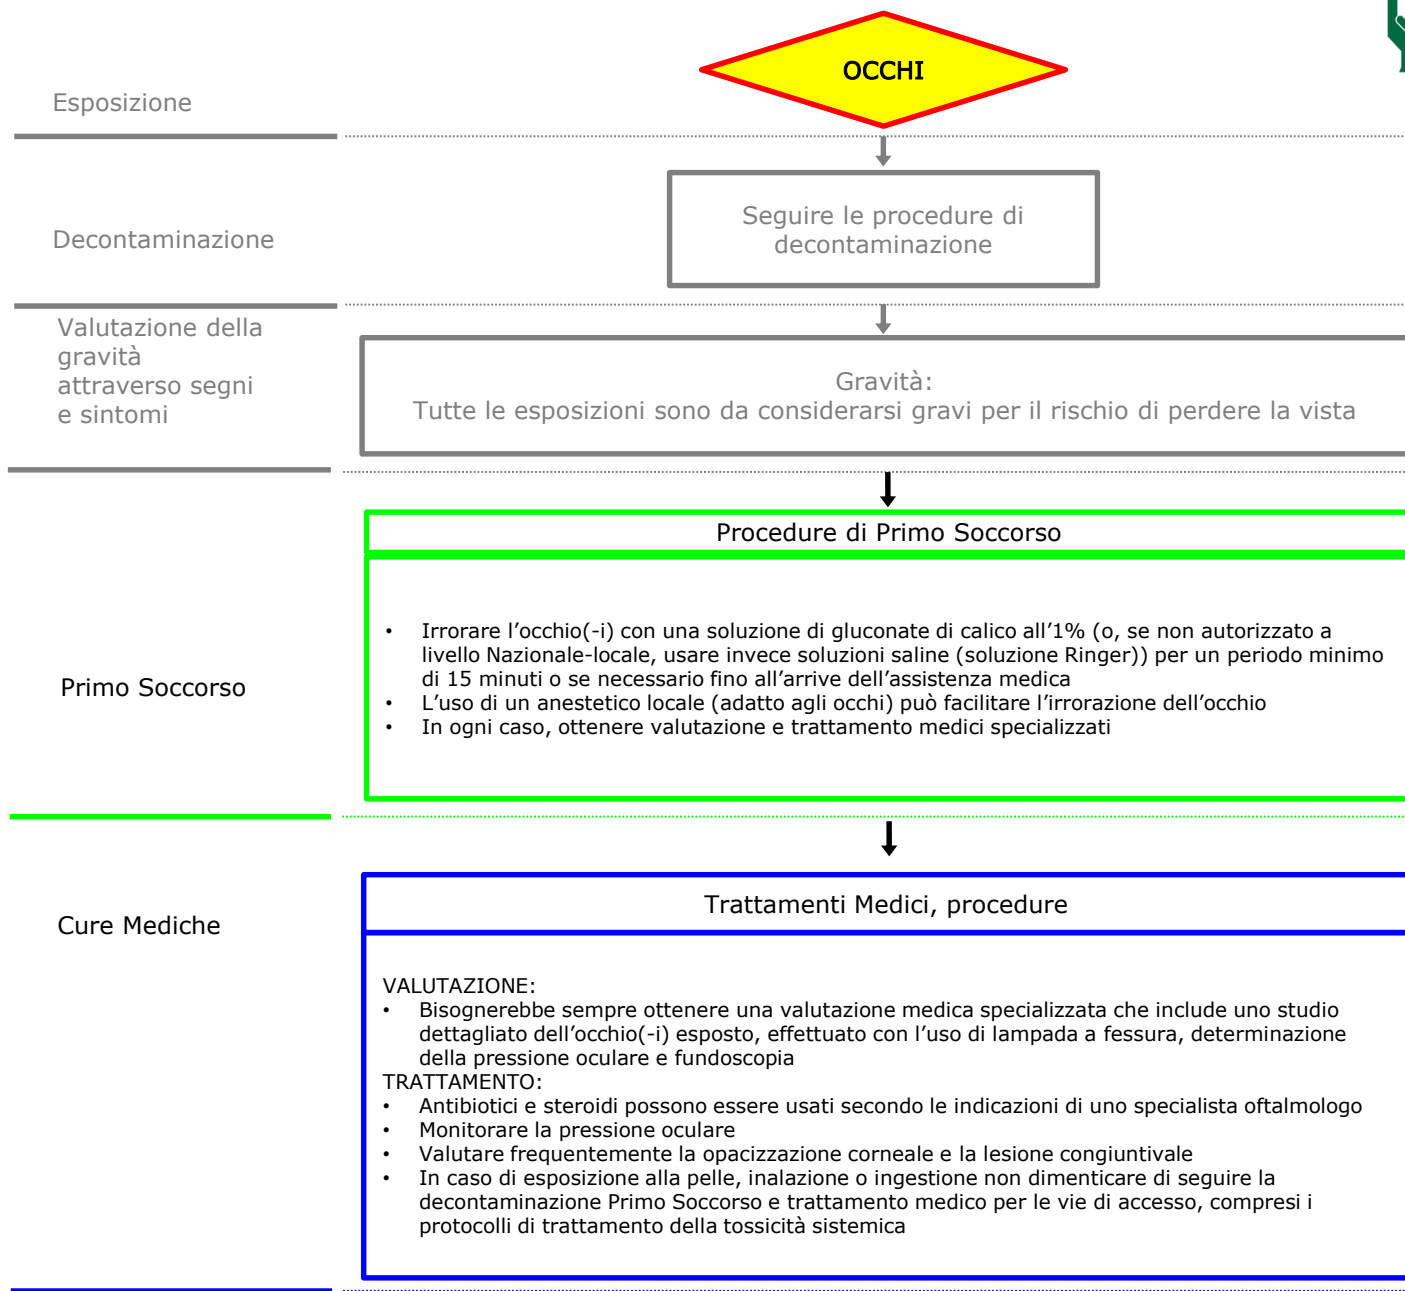 OCCHI
Esposizione
Decontaminazione
Seguire le procedure di
decontaminazione
Valutazione della
gravità
attraverso segni
e sintomi
Gravità:
Tutte le esposizioni sono da considerarsi gravi per il rischio di perdere la vista
Procedure di Primo Soccorso
Primo Soccorso
• Irrorare l’occhio(-i) con una soluzione di gluconate di calico all’1% (o, se non autorizzato a
livello Nazionale-locale, usare invece soluzioni saline (soluzione Ringer)) per un periodo minimo
di 15 minuti o se necessario fino all’arrive dell’assistenza medica
• L’uso di un anestetico locale (adatto agli occhi) può facilitare l’irrorazione dell’occhio
• In ogni caso, ottenere valutazione e trattamento medici specializzati
Cure Mediche
Trattamenti Medici, procedure
VALUTAZIONE:
• Bisognerebbe sempre ottenere una valutazione medica specializzata che include uno studio
dettagliato dell’occhio(-i) esposto, effettuato con l’uso di lampada a fessura, determinazione
della pressione oculare e fundoscopia
TRATTAMENTO:
• Antibiotici e steroidi possono essere usati secondo le indicazioni di uno specialista oftalmologo
• Monitorare la pressione oculare
• Valutare frequentemente la opacizzazione corneale e la lesione congiuntivale
• In caso di esposizione alla pelle, inalazione o ingestione non dimenticare di seguire la
decontaminazione Primo Soccorso e trattamento medico per le vie di accesso, compresi i
protocolli di trattamento della tossicità sistemica